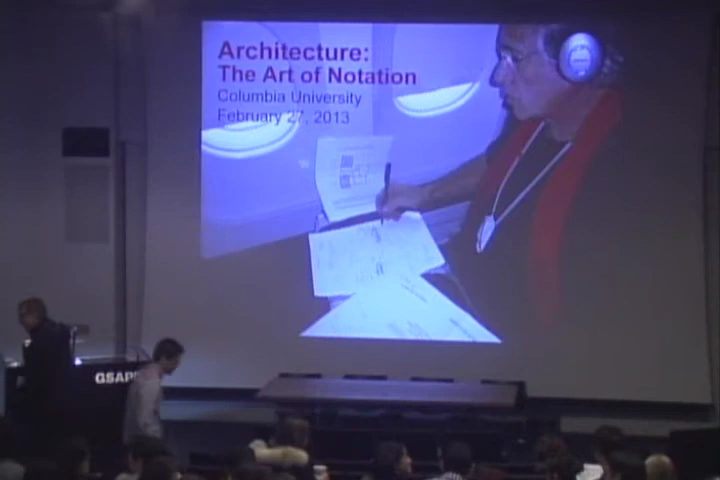 Architecture:
The Art of Notation
Columbia University
February 27, 2013
GSAPP